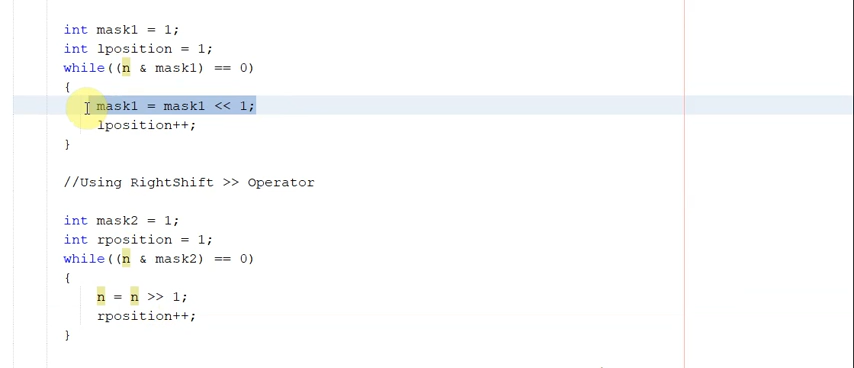 int mask1 = 1;
int lposition = 1;
while((n & mask1) == 0)
{
mask1 = mask1 << 1;
lposition++;
}
//Using RightShift >> Operator
int mask2 = 1;
int rposition = 1;
while((n & mask2) == 0)
{
n = n >> 1;
rposition++;
}